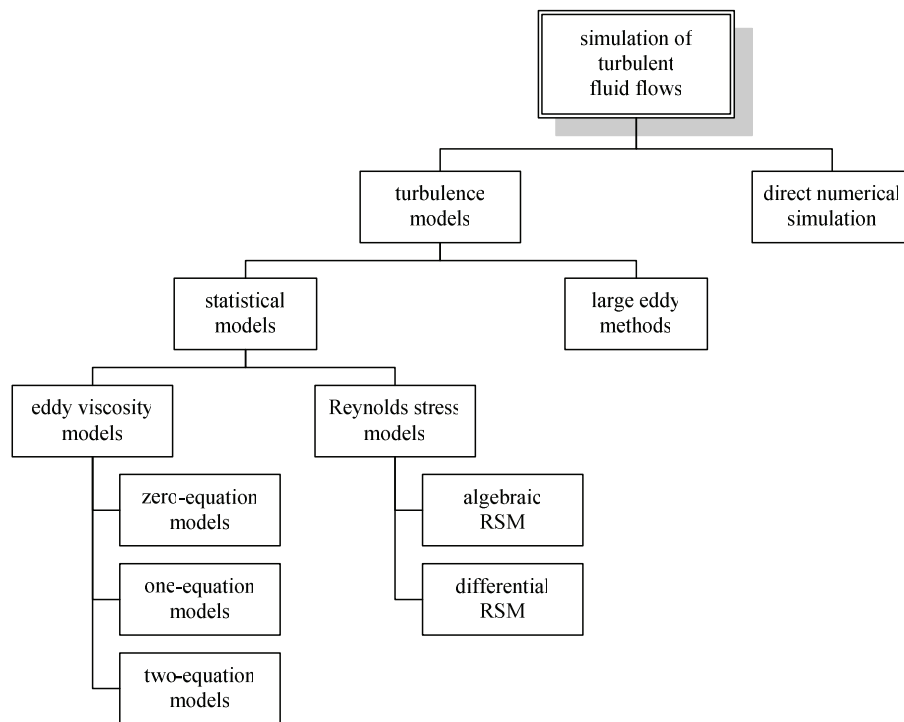 simulation of
turbulent
fluid flows
turbulence
models
direct numerical
simulation
statistical
models
large eddy
methods
eddy viscosity
models
Reynolds stress
models
zero-equation
models
algebraic
RSM
one-equation
models
differential
RSM
two-equation
models